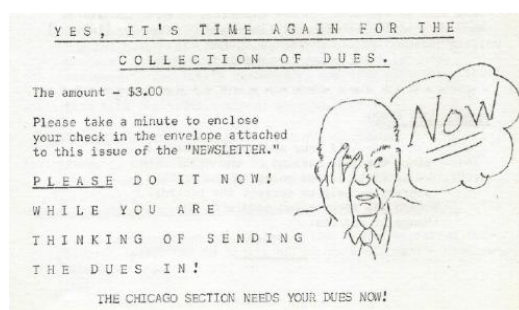 YES, IT'S TIME AGAIN FOR THE
COLLECTION OF DUES.
The amount - $3.00
Please take a minute to enclose
your check in the envelope attached
to this issue of the "NEWSLETTER."
PLEASE DO IT NOW!
WHILE YOU ARE
THINKING OF SENDING
THE DUES IN!
THE CHICAGO SECTION NEEDS YOUR DUES NOW!
NOW